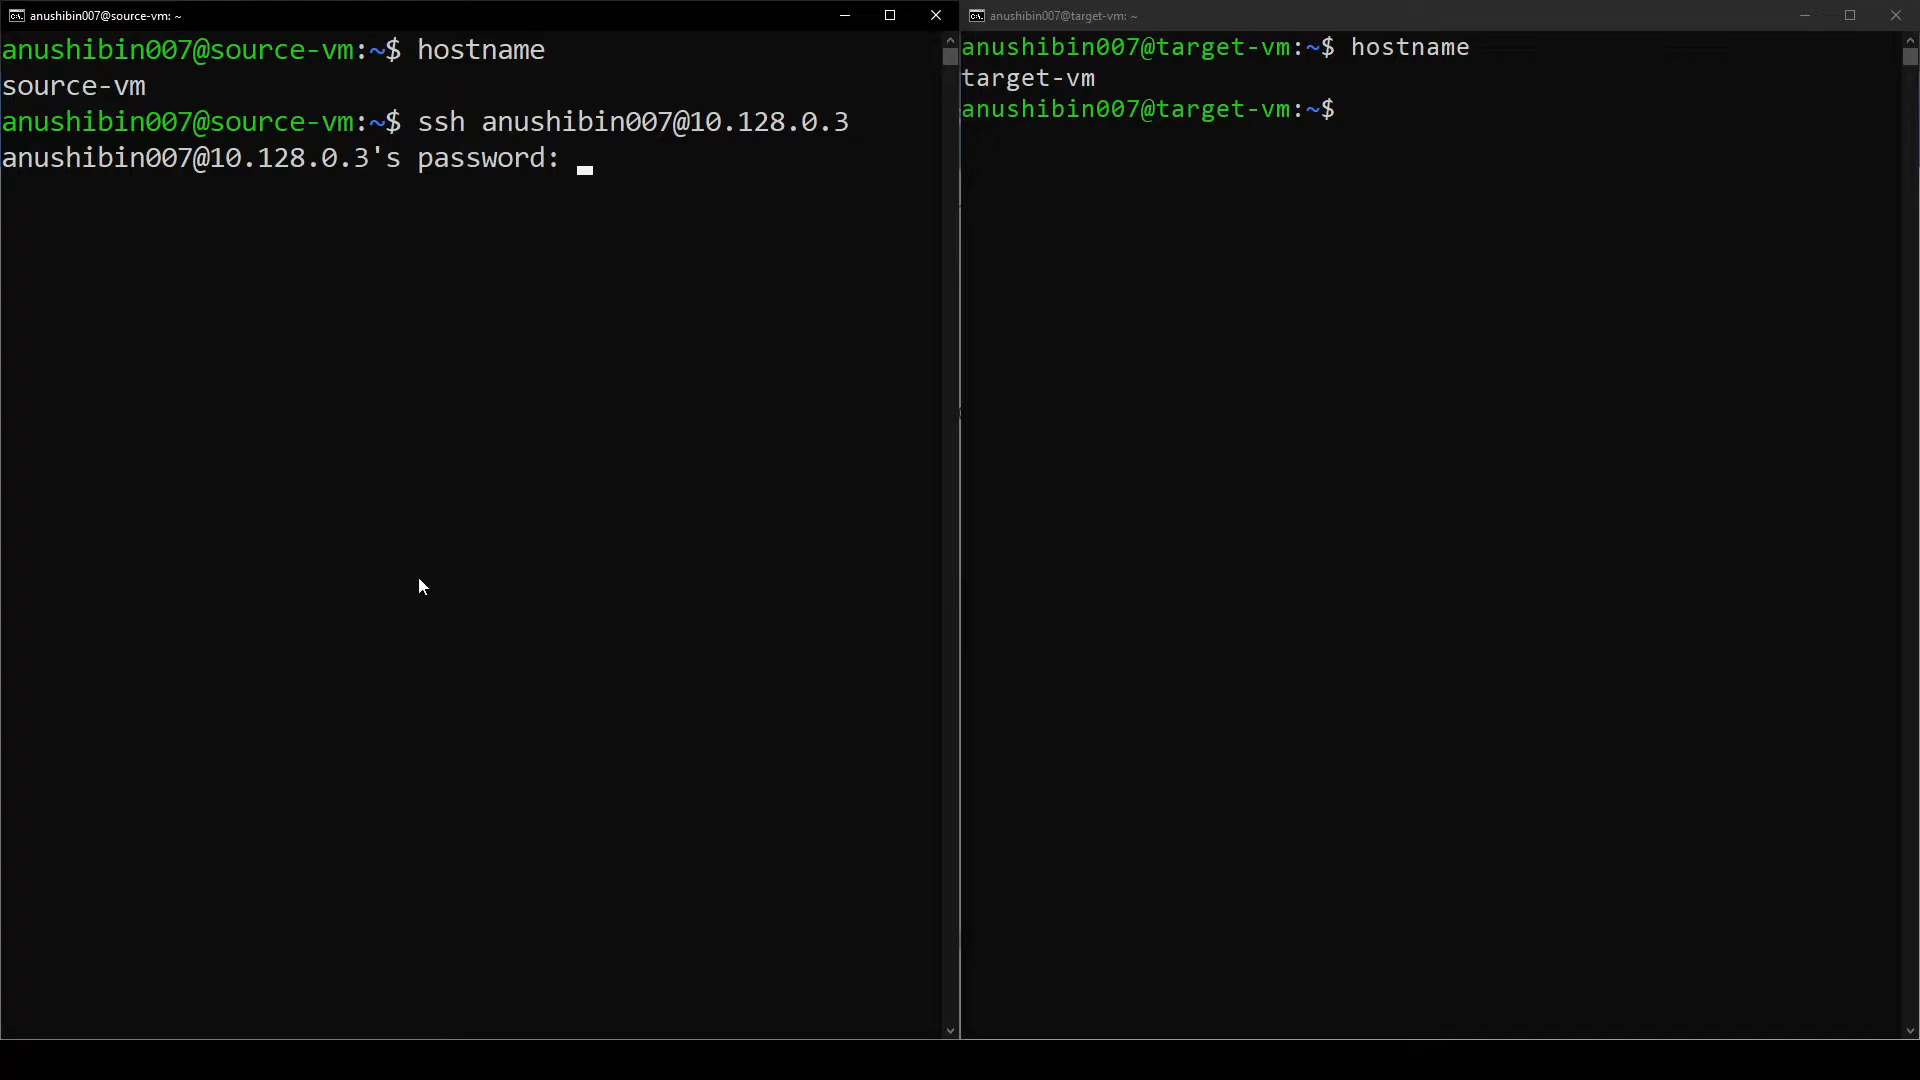 anushibin007@source-vm: ~
anushibin007@source-vm:~$ hostname
source-vm
anushibin007@source-vm:~$ ssh anushibin007@10.128.0.3
anushibin007@10.128.0.3's password:
anushibin007@target-vm: ~
anushibin007@target-vm:~$ hostname
target-vm
anushibin007@target-vm:~$